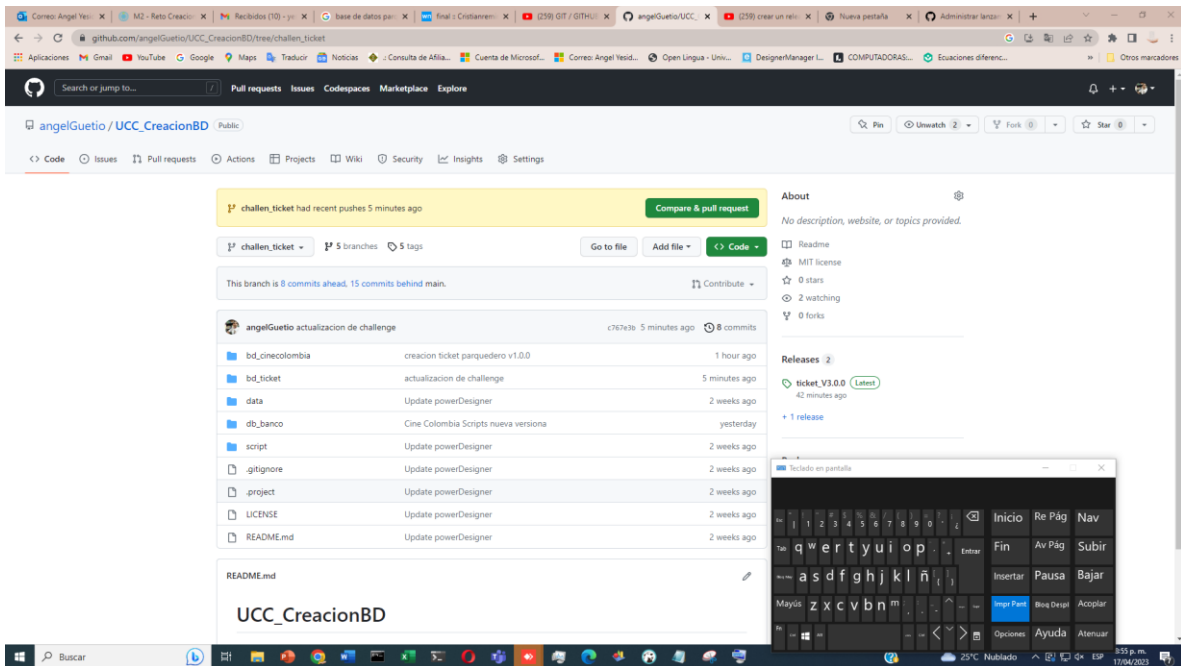 Correo: Angel Yesi
M2 - Reto Creacio
Recibidos (10) - yi
base de datos parq
final :: Cristianremi
(259) GIT / GITHUB
angelGuetio/UCC_
(259) crear un rele
Nueva pestaña
Administrar lanzam
github.com/angelGuetio/UCC_CreacionBD/tree/challen_ticket
Aplicaciones Gmail YouTube Google Maps Traducir Noticias .: Consulta de Afilia... Cuenta de Microsof... Correo: Angel Yesid... Open Lingua - Univ... DesignerManager I... COMPUTADORAS:... Ecuaciones diferenc... » Otros marcadores
Search or jump to... / Pull requests Issues Codespaces Marketplace Explore
angelGuetio / UCC_CreacionBD Public
Pin Unwatch 2 Fork 0 Star 0
Code Issues Pull requests Actions Projects Wiki Security Insights Settings
challen_ticket had recent pushes 5 minutes ago Compare & pull request
challen_ticket 5 branches 5 tags Go to file Add file Code
This branch is 8 commits ahead, 15 commits behind main. Contribute
angelGuetio actualizacion de challenge c767e3b 5 minutes ago 8 commits
bd_cinecolombia creacion ticket parquedero v1.0.0 1 hour ago
bd_ticket actualizacion de challenge 5 minutes ago
data Update powerDesigner 2 weeks ago
db_banco Cine Colombia Scripts nueva versiona yesterday
script Update powerDesigner 2 weeks ago
.gitignore Update powerDesigner 2 weeks ago
.project Update powerDesigner 2 weeks ago
LICENSE Update powerDesigner 2 weeks ago
README.md Update powerDesigner 2 weeks ago
README.md
UCC_CreacionBD
About
No description, website, or topics provided.
Readme
MIT license
0 stars
2 watching
0 forks
Releases 2
ticket_V3.0.0 Latest
42 minutes ago
+ 1 release
Teclado en pantalla
Esc | 1 2 3 4 5 6 7 8 9 0 ' ¿ Inicio Re Pág Nav
Tab q w e r t y u i o p Entrar Fin Av Pág Subir
a s d f g h j k l ñ { } Insertar Pausa Bajar
Mayús z x c v b n m , . - Impr Pant Bloq Despl Acoplar
Fn Opciones Ayuda Atenuar
Buscar
25°C Nublado ESP
8:55 p. m.
17/04/2023